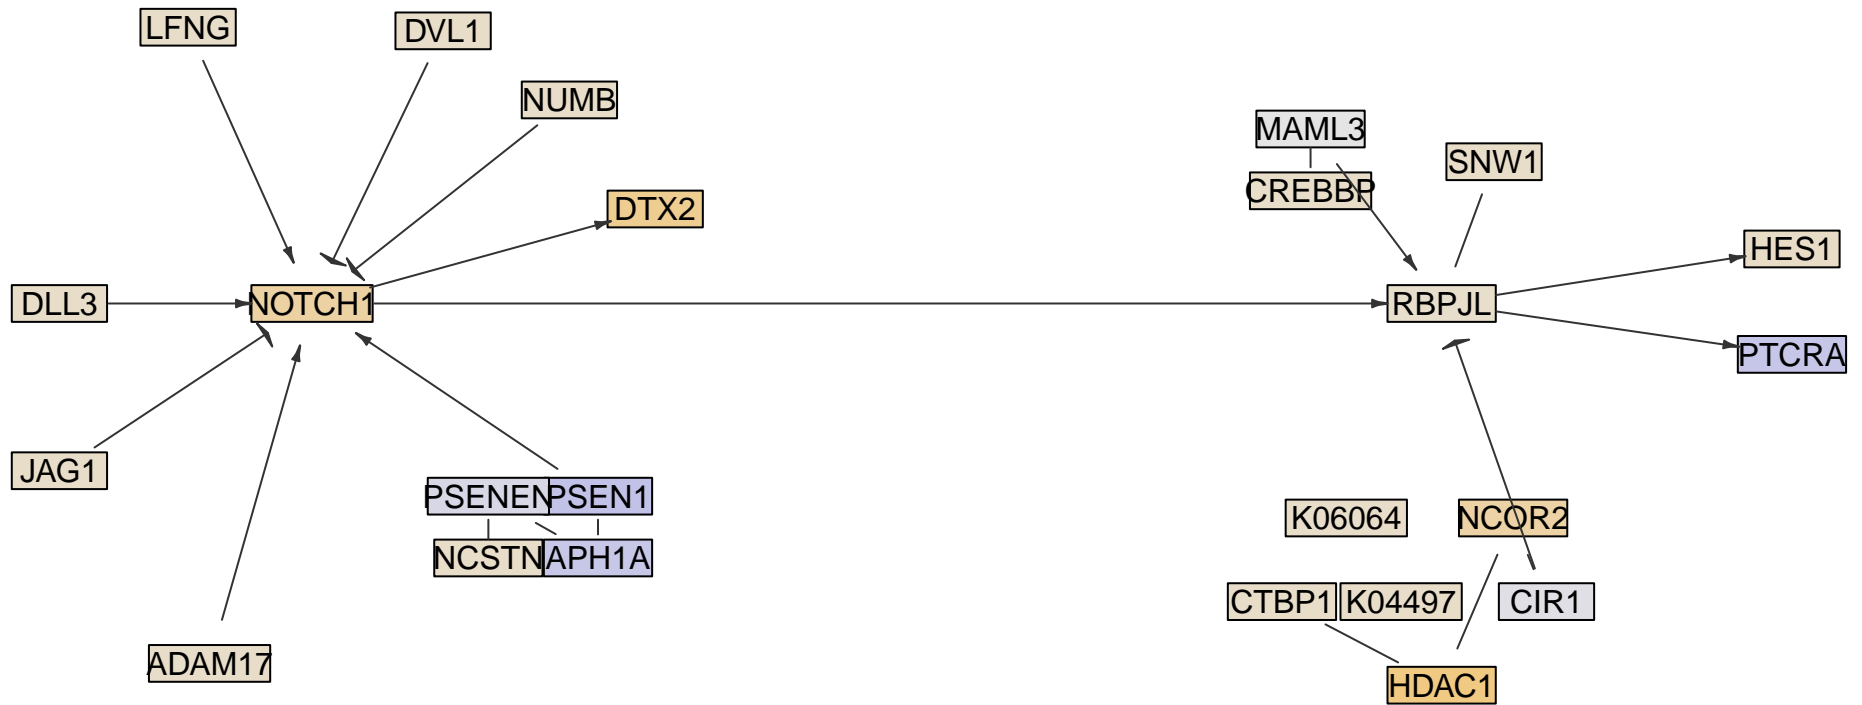 LFNG
DVL1
NUMB
MAML3
SNW1
CREBBP
DTX2
HES1
DLL3
NOTCH1
RBPJL
PTCRA
JAG1
PSENEN
PSEN1
K06064
NCOR2
NCSTN
APH1A
CTBP1
K04497
CIR1
ADAM17
HDAC1